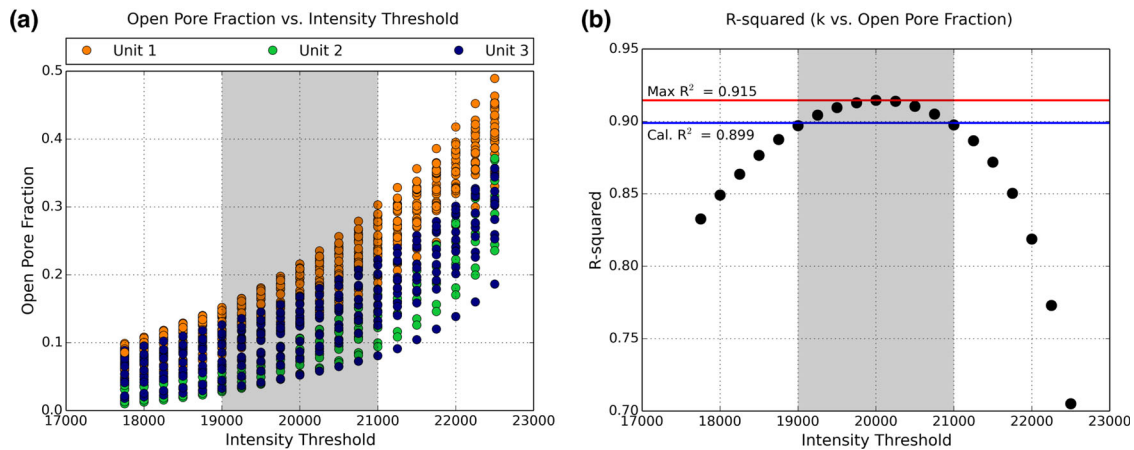 (a)
Open Pore Fraction vs. Intensity Threshold
Unit 1 Unit 2 Unit 3
Open Pore Fraction
0.5
0.4
0.3
0.2
0.1
0.0
17000 18000 19000 20000 21000 22000 23000
Intensity Threshold
(b)
R-squared (k vs. Open Pore Fraction)
R-squared
0.95
0.90
0.85
0.80
0.75
0.70
Max R² = 0.915
Cal. R² = 0.899
17000 18000 19000 20000 21000 22000 23000
Intensity Threshold